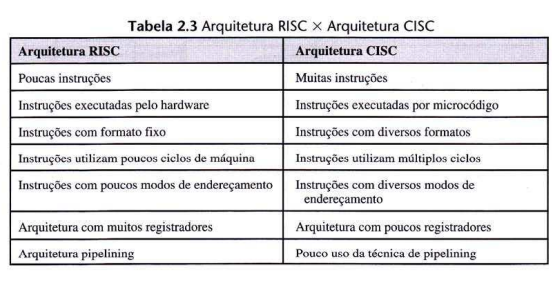 Tabela 2.3 Arquitetura RISC × Arquitetura CISC
Arquitetura RISC Arquitetura CISC
Poucas instruções Muitas instruções
Instruções executadas pelo hardware Instruções executadas por microcódigo
Instruções com formato fixo Instruções com diversos formatos
Instruções utilizam poucos ciclos de máquina Instruções utilizam múltiplos ciclos
Instruções com poucos modos de endereçamento Instruções com diversos modos de
endereçamento
Arquitetura com muitos registradores Arquitetura com poucos registradores
Arquitetura pipelining Pouco uso da técnica de pipelining